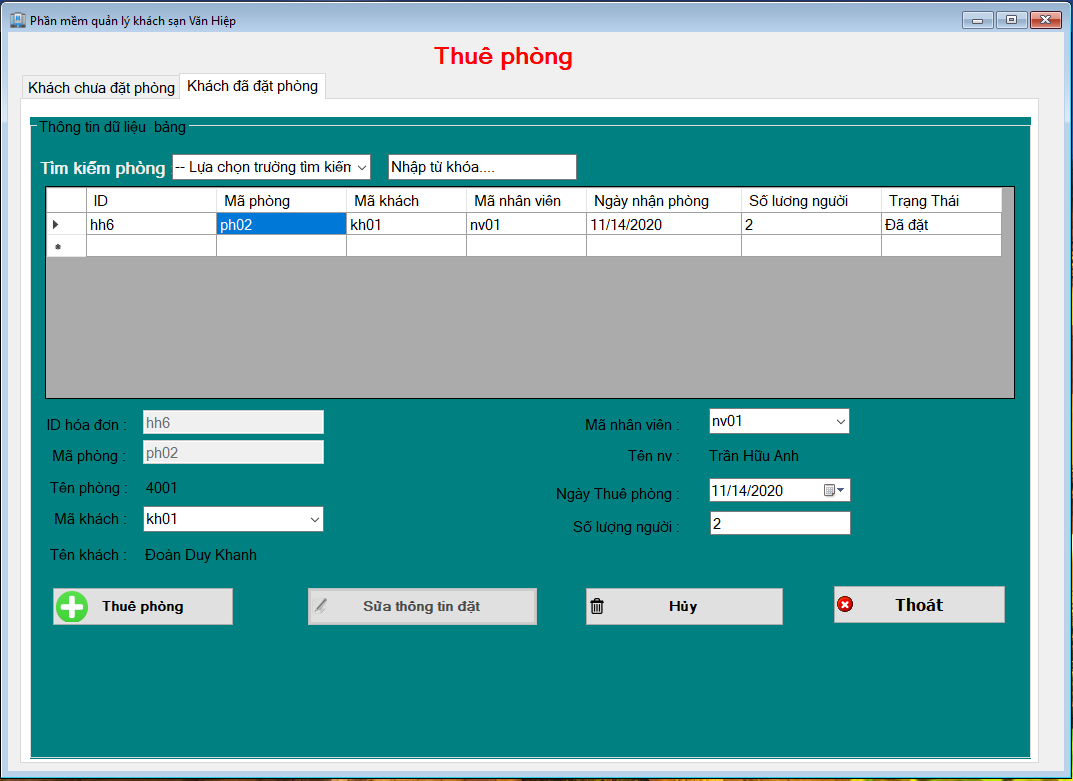 Phần mềm quản lý khách sạn Văn Hiệp
Thuê phòng
Khách chưa đặt phòng Khách đã đặt phòng
Thông tin dữ liệu bảng
Tìm kiếm phòng -- Lựa chọn trường tìm kiếm Nhập từ khóa....
ID Mã phòng Mã khách Mã nhân viên Ngày nhận phòng Số lương người Trạng Thái
hh6 ph02 kh01 nv01 11/14/2020 2 Đã đặt
ID hóa đơn : hh6 Mã nhân viên : nv01
Mã phòng : ph02 Tên nv : Trần Hữu Anh
Tên phòng : 4001 Ngày Thuê phòng : 11/14/2020
Mã khách : kh01 Số lượng người : 2
Tên khách : Đoàn Duy Khanh
Thuê phòng Sửa thông tin đặt Hủy Thoát